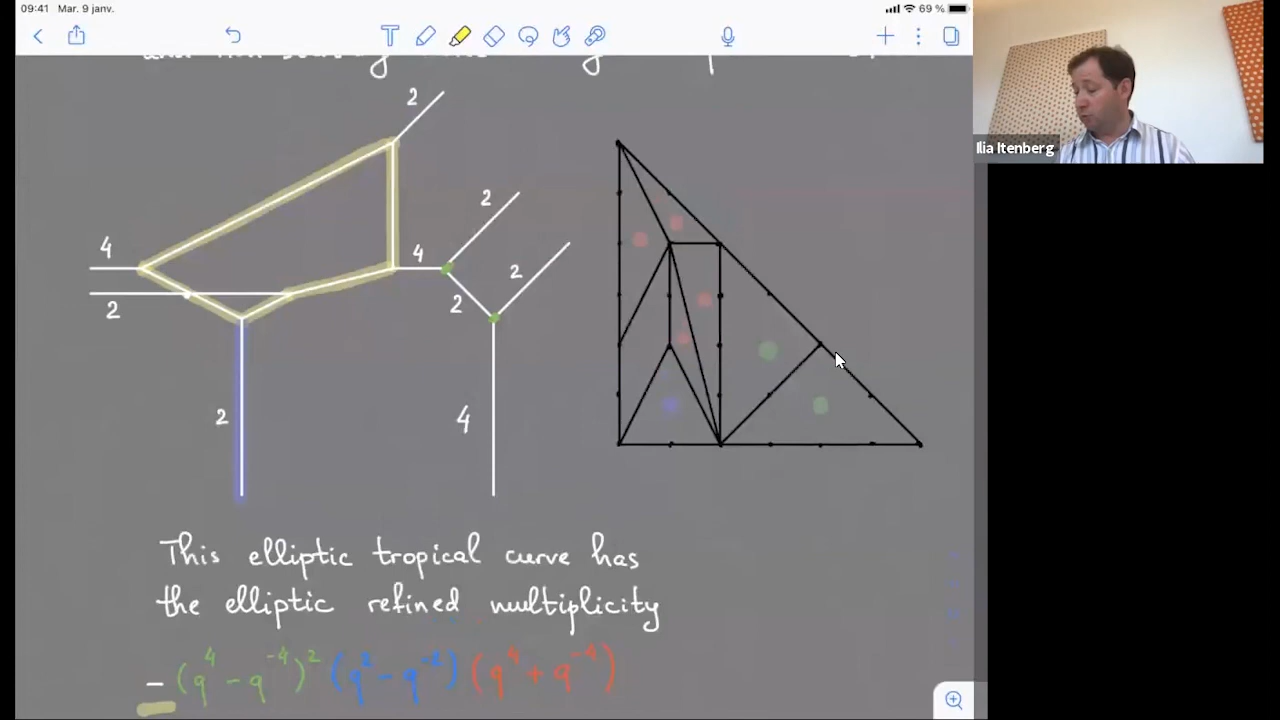 09:41 Mar. 9 janv.
69 %
Ilia Itenberg
2
2
4
4
2
2
2
2
4
This elliptic tropical curve has
the elliptic refined multiplicity
- (q⁴ - q⁻⁴)² (q² - q⁻²) (q⁴ + q⁻⁴)